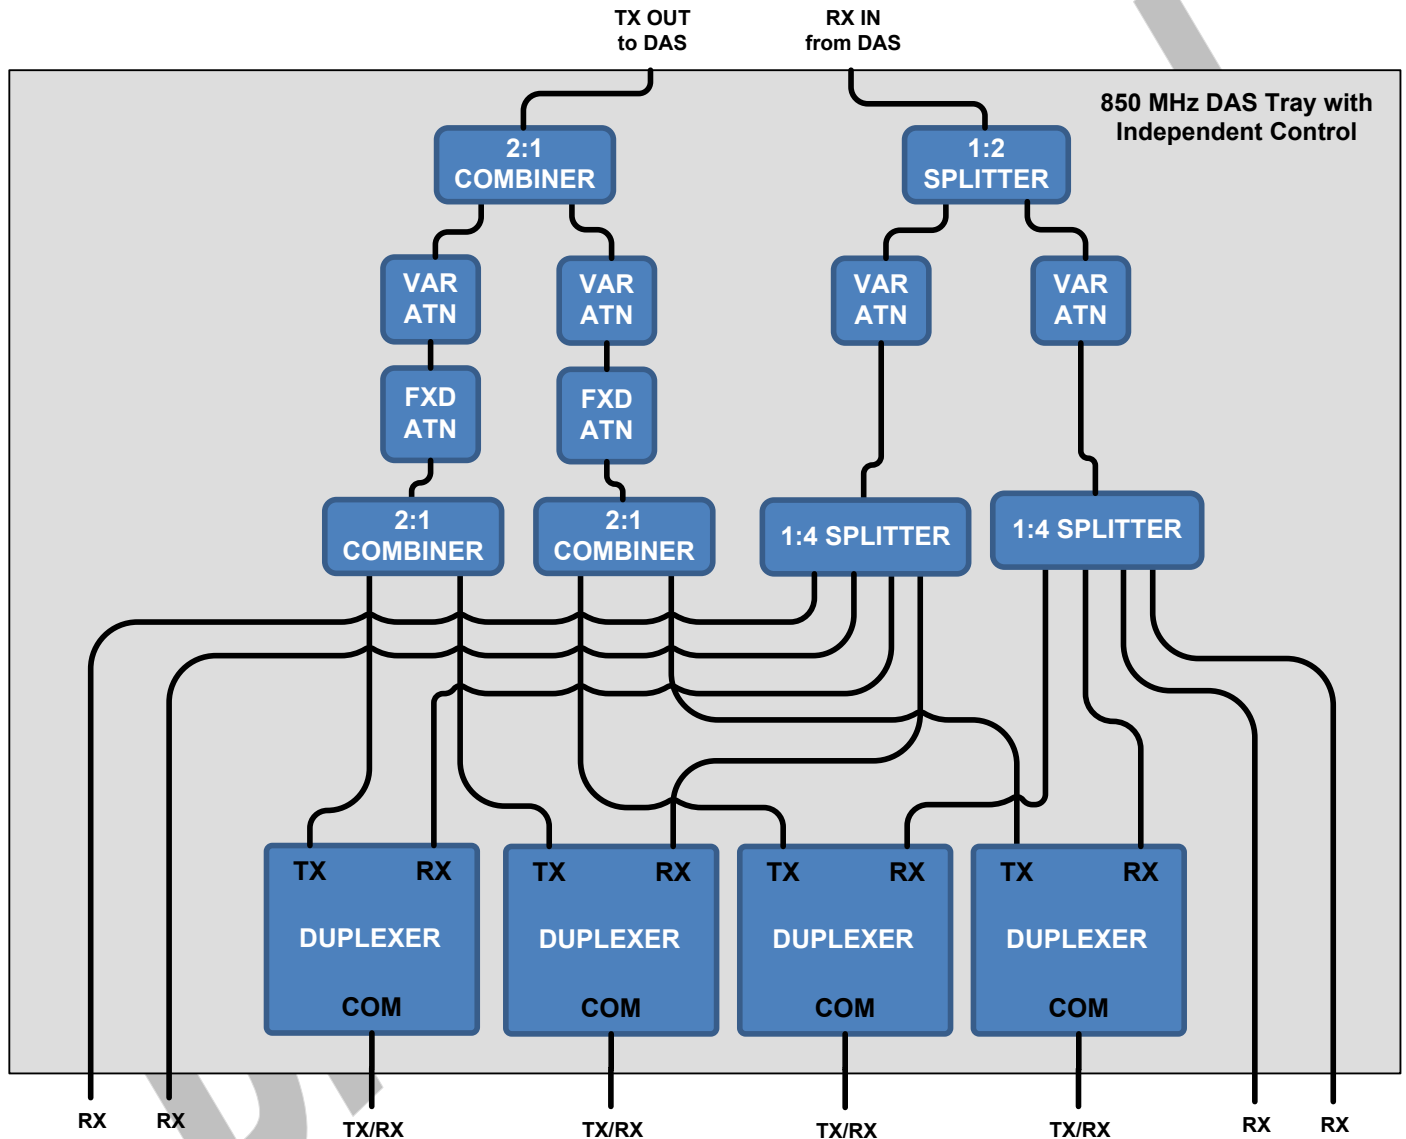 TX OUT
to DAS
RX IN
from DAS
850 MHz DAS Tray with
Independent Control
2:1
COMBINER
1:2
SPLITTER
VAR
ATN
VAR
ATN
VAR
ATN
VAR
ATN
FXD
ATN
FXD
ATN
2:1
COMBINER
2:1
COMBINER
1:4 SPLITTER
1:4 SPLITTER
TX RX
DUPLEXER
COM
TX RX
DUPLEXER
COM
TX RX
DUPLEXER
COM
TX RX
DUPLEXER
COM
RX
RX
TX/RX
TX/RX
TX/RX
TX/RX
RX
RX